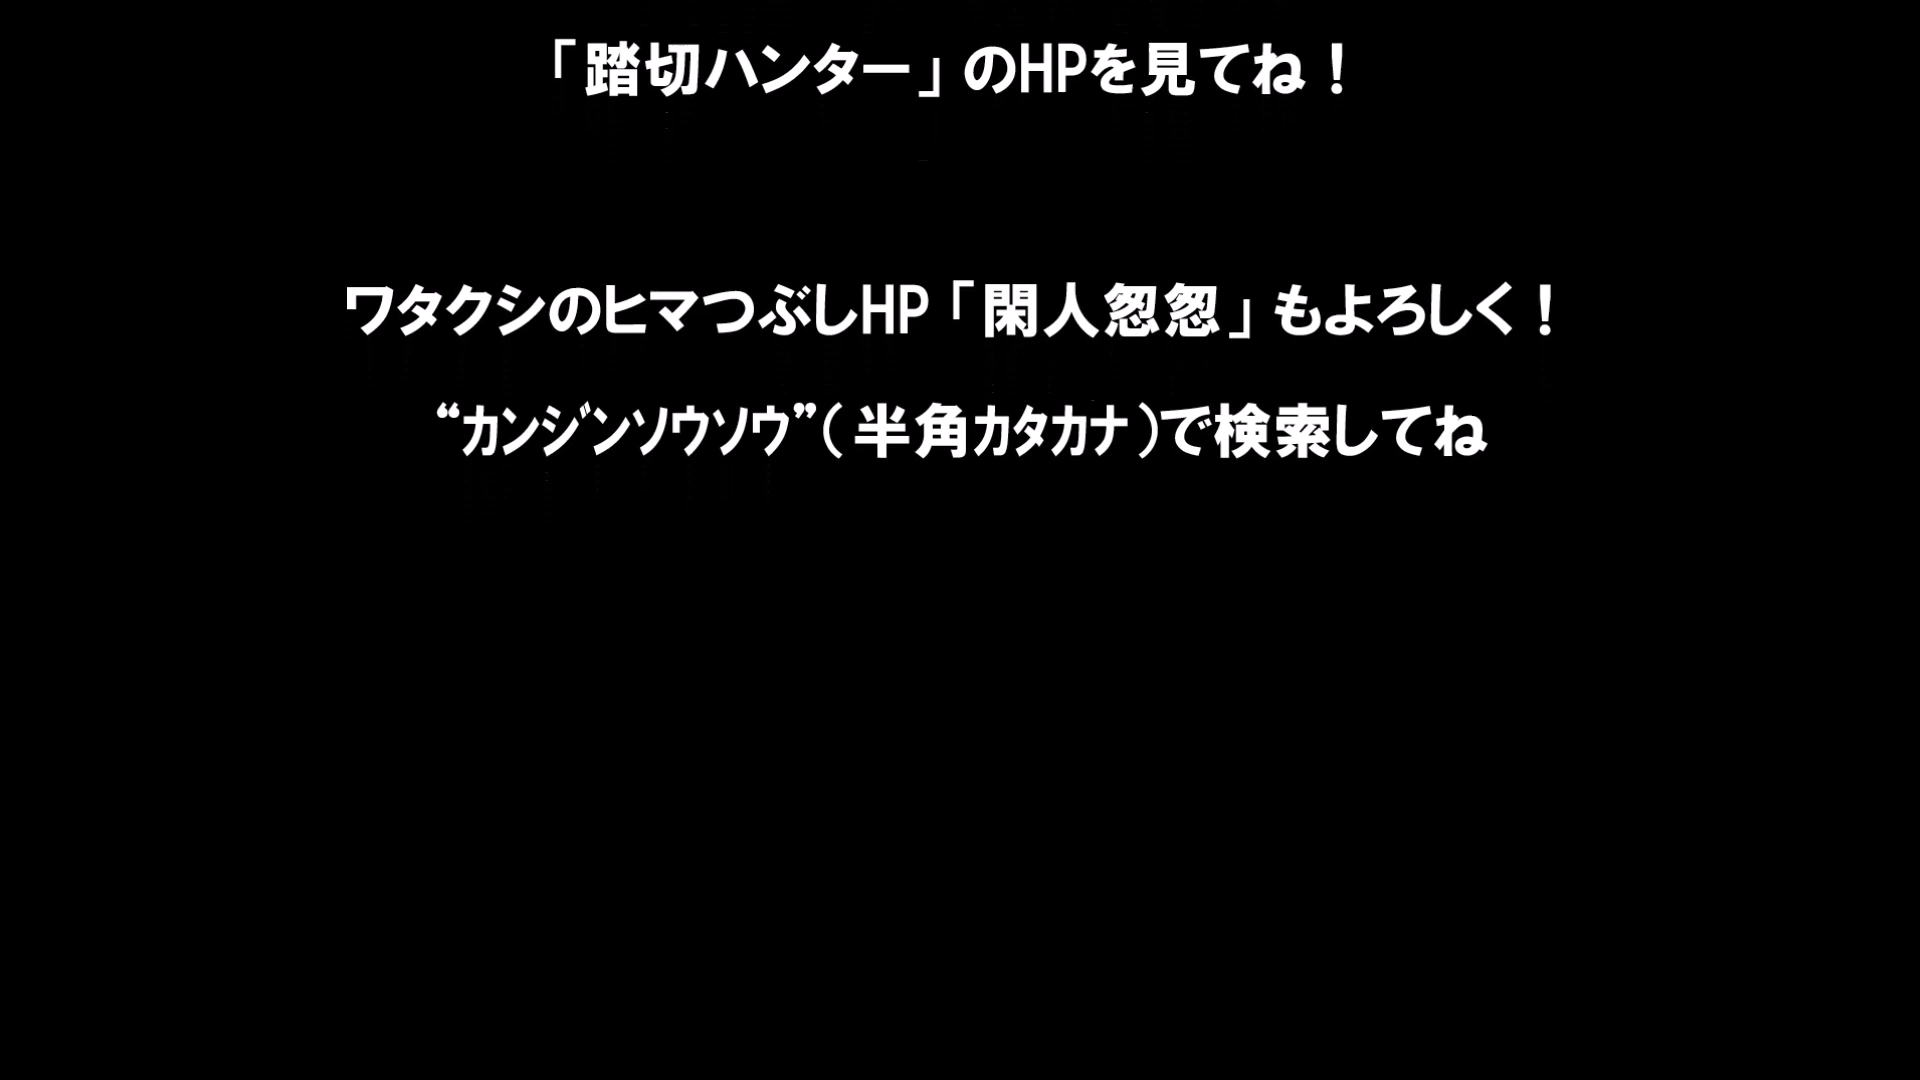 「踏切ハンター」のHPを見てね！
ワタクシのヒマつぶしHP「閑人怱怱」もよろしく！
“ｶﾝｼﾞﾝｿｳｿｳ”（半角ｶﾀｶﾅ）で検索してね